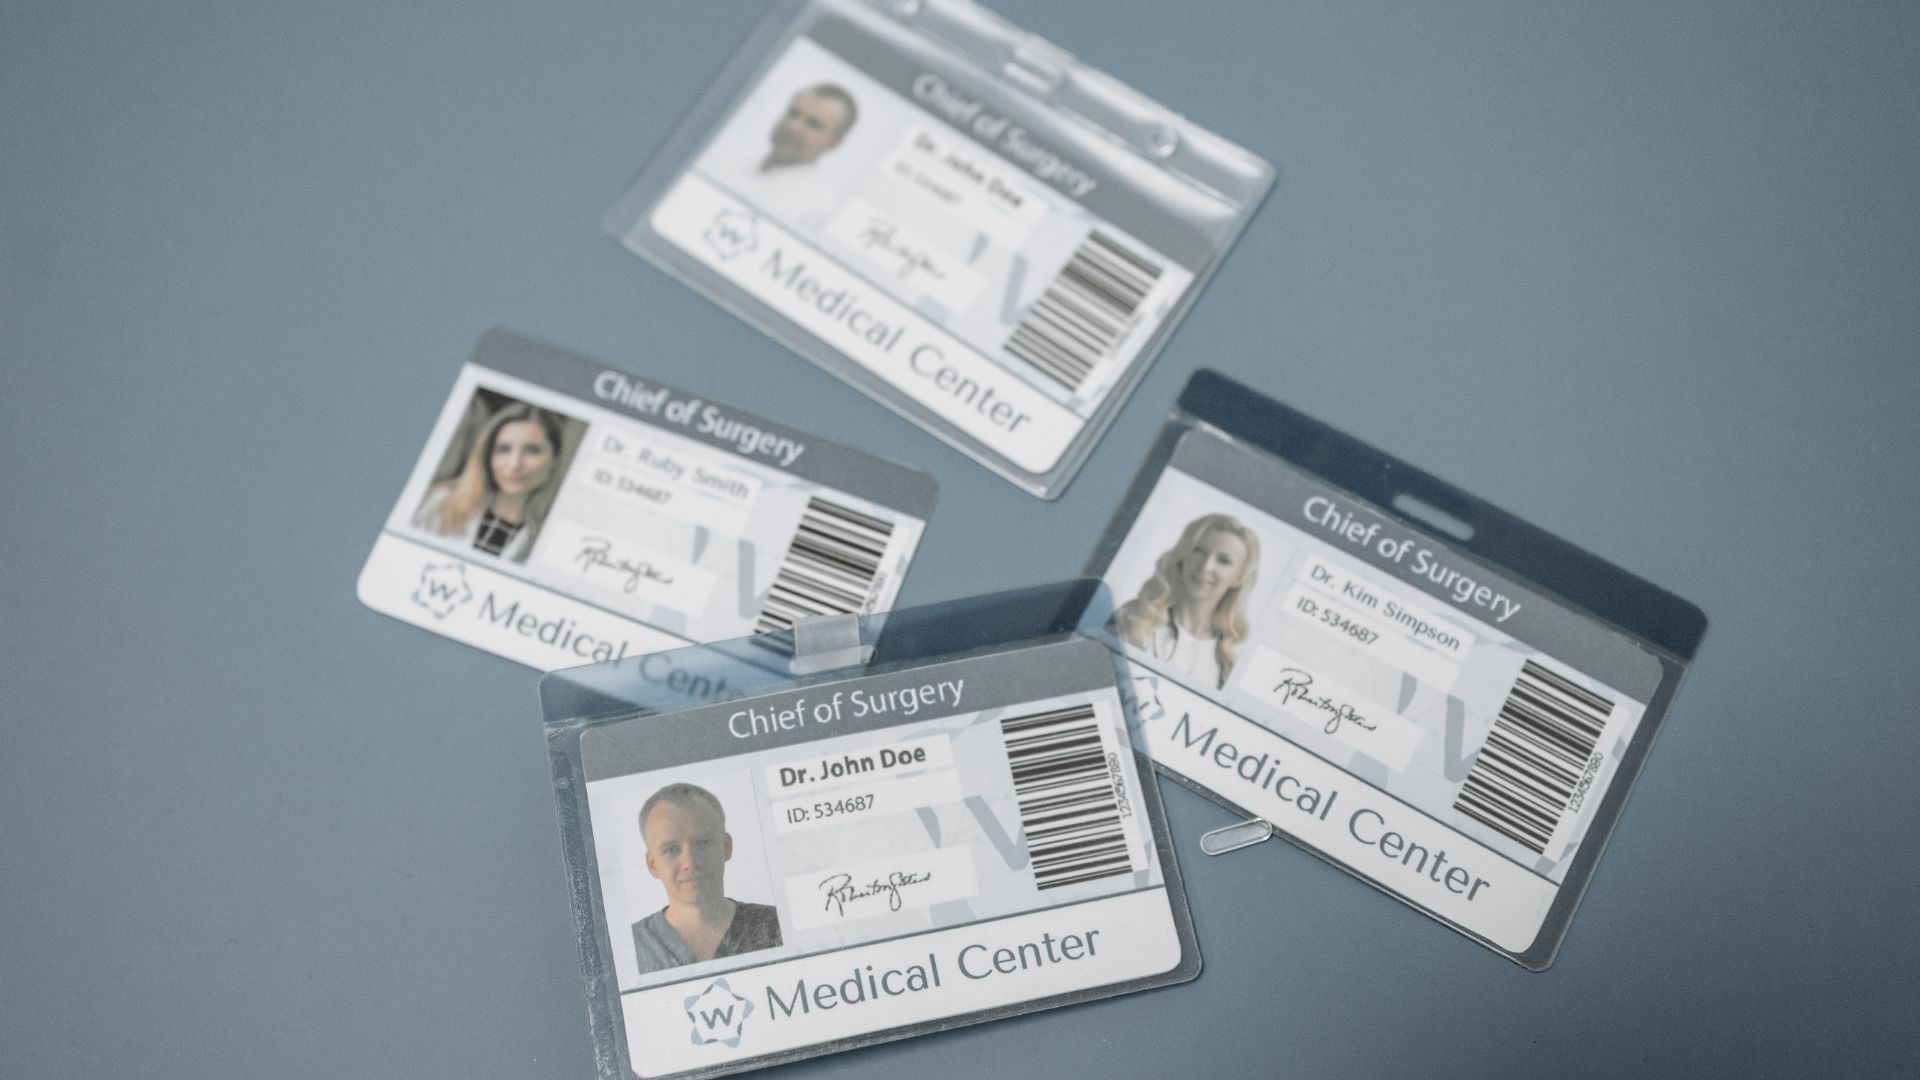 Chief of Surgery
Dr. John Doe
W Medical Center
Chief of Surgery
Dr. Ruby Smith
ID: 534687
W Medical Center
Chief of Surgery
Dr. Kim Simpson
ID: 534687
1234567890
W Medical Center
Chief of Surgery
Dr. John Doe
ID: 534687
1234567890
W Medical Center